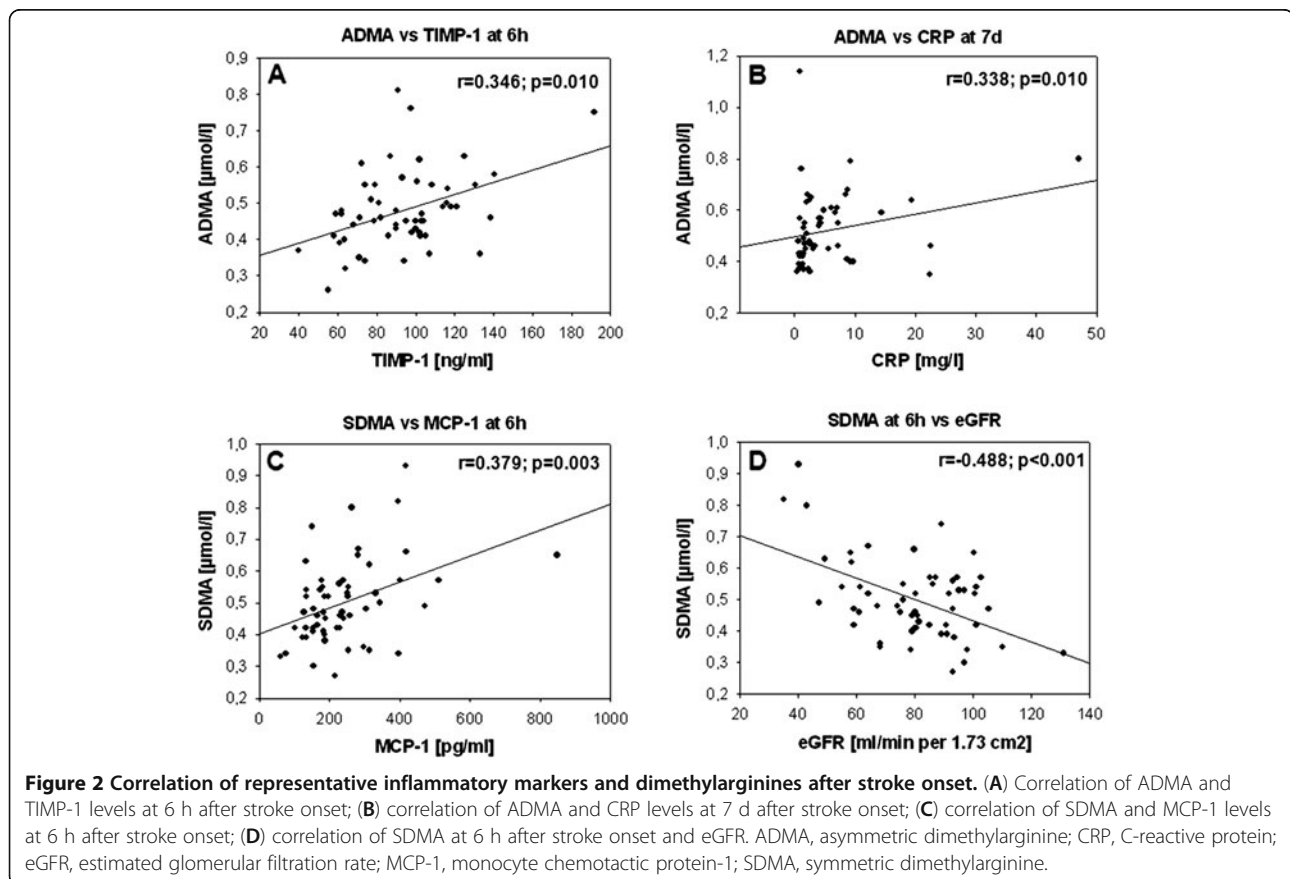 ADMA vs TIMP-1 at 6h
A
r=0.346; p=0.010
0,9
0,8
0,7
0,6
0,5
0,4
0,3
0,2
ADMA [µmol/l]
20 40 60 80 100 120 140 160 180 200
TIMP-1 [ng/ml]
ADMA vs CRP at 7d
B
r=0.338; p=0.010
1,2
1,0
0,8
0,6
0,4
0,2
ADMA [µmol/l]
0 10 20 30 40 50
CRP [mg/l]
SDMA vs MCP-1 at 6h
C
r=0.379; p=0.003
1,0
0,9
0,8
0,7
0,6
0,5
0,4
0,3
0,2
SDMA [µmol/l]
0 200 400 600 800 1000
MCP-1 [pg/ml]
SDMA at 6h vs eGFR
D
r=-0.488; p<0.001
1,0
0,9
0,8
0,7
0,6
0,5
0,4
0,3
0,2
SDMA [µmol/l]
20 40 60 80 100 120 140
eGFR [ml/min per 1.73 cm2]
Figure 2 Correlation of representative inflammatory markers and dimethylarginines after stroke onset. (A) Correlation of ADMA and
TIMP-1 levels at 6 h after stroke onset; (B) correlation of ADMA and CRP levels at 7 d after stroke onset; (C) correlation of SDMA and MCP-1 levels
at 6 h after stroke onset; (D) correlation of SDMA at 6 h after stroke onset and eGFR. ADMA, asymmetric dimethylarginine; CRP, C-reactive protein;
eGFR, estimated glomerular filtration rate; MCP-1, monocyte chemotactic protein-1; SDMA, symmetric dimethylarginine.